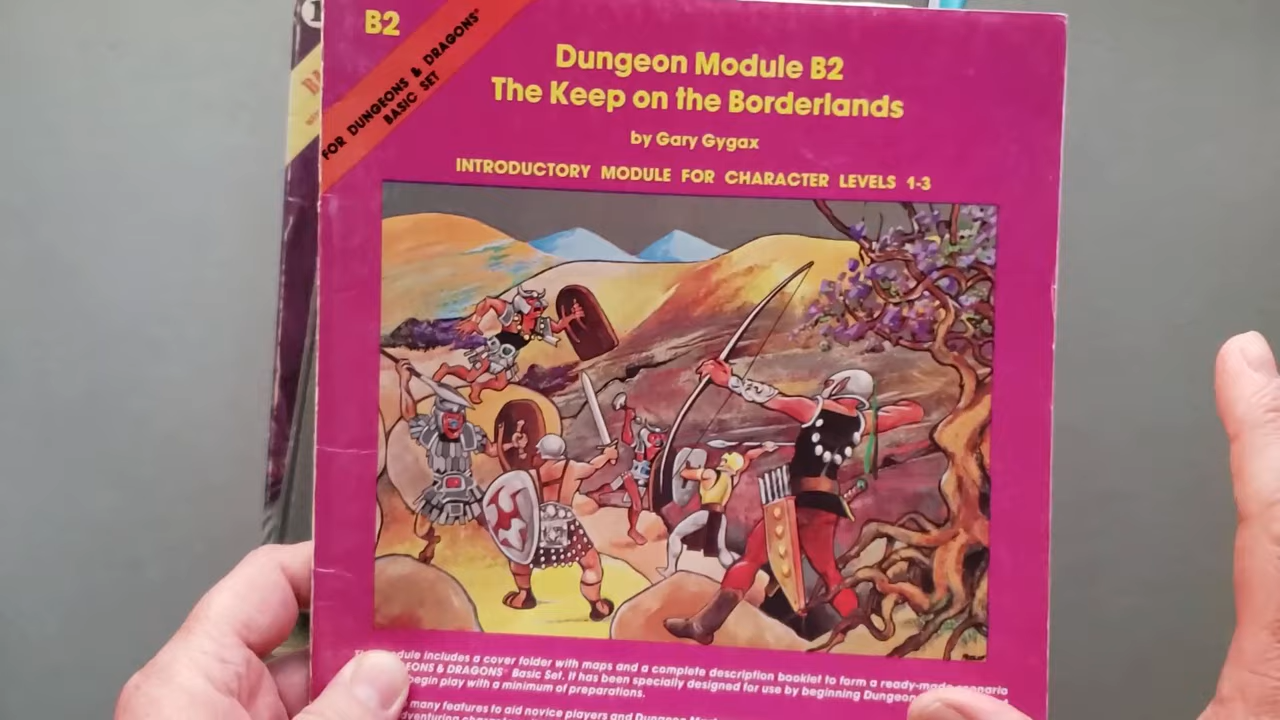 B2
FOR DUNGEONS & DRAGONS®
BASIC SET
Dungeon Module B2
The Keep on the Borderlands
by Gary Gygax
INTRODUCTORY MODULE FOR CHARACTER LEVELS 1-3
module includes a cover folder with maps and a complete description booklet to form a ready-made scenario
& DRAGONS® Basic Set. It has been specially designed for use by beginning Dungeon
begin play with a minimum of preparations.
many features to aid novice players and Dungeon